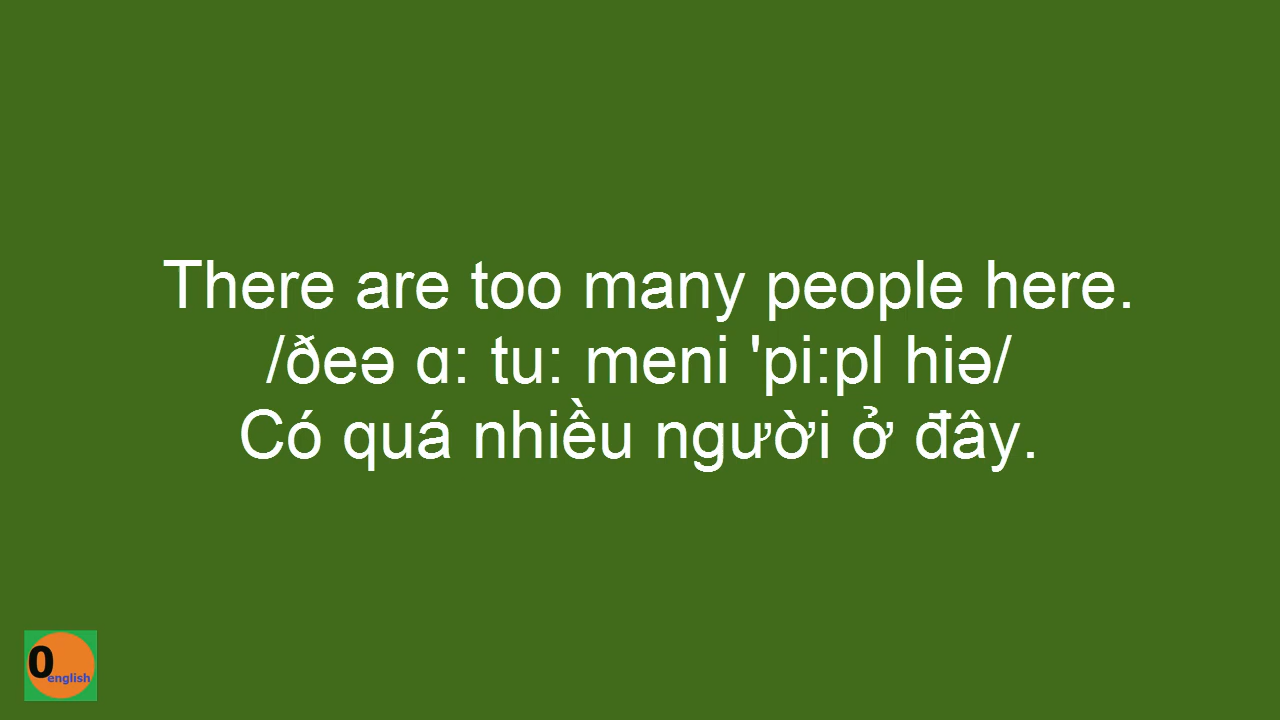 There are too many people here.
/ðeə ɑ: tu: meni 'pi:pl hiə/
Có quá nhiều người ở đây.
0
english